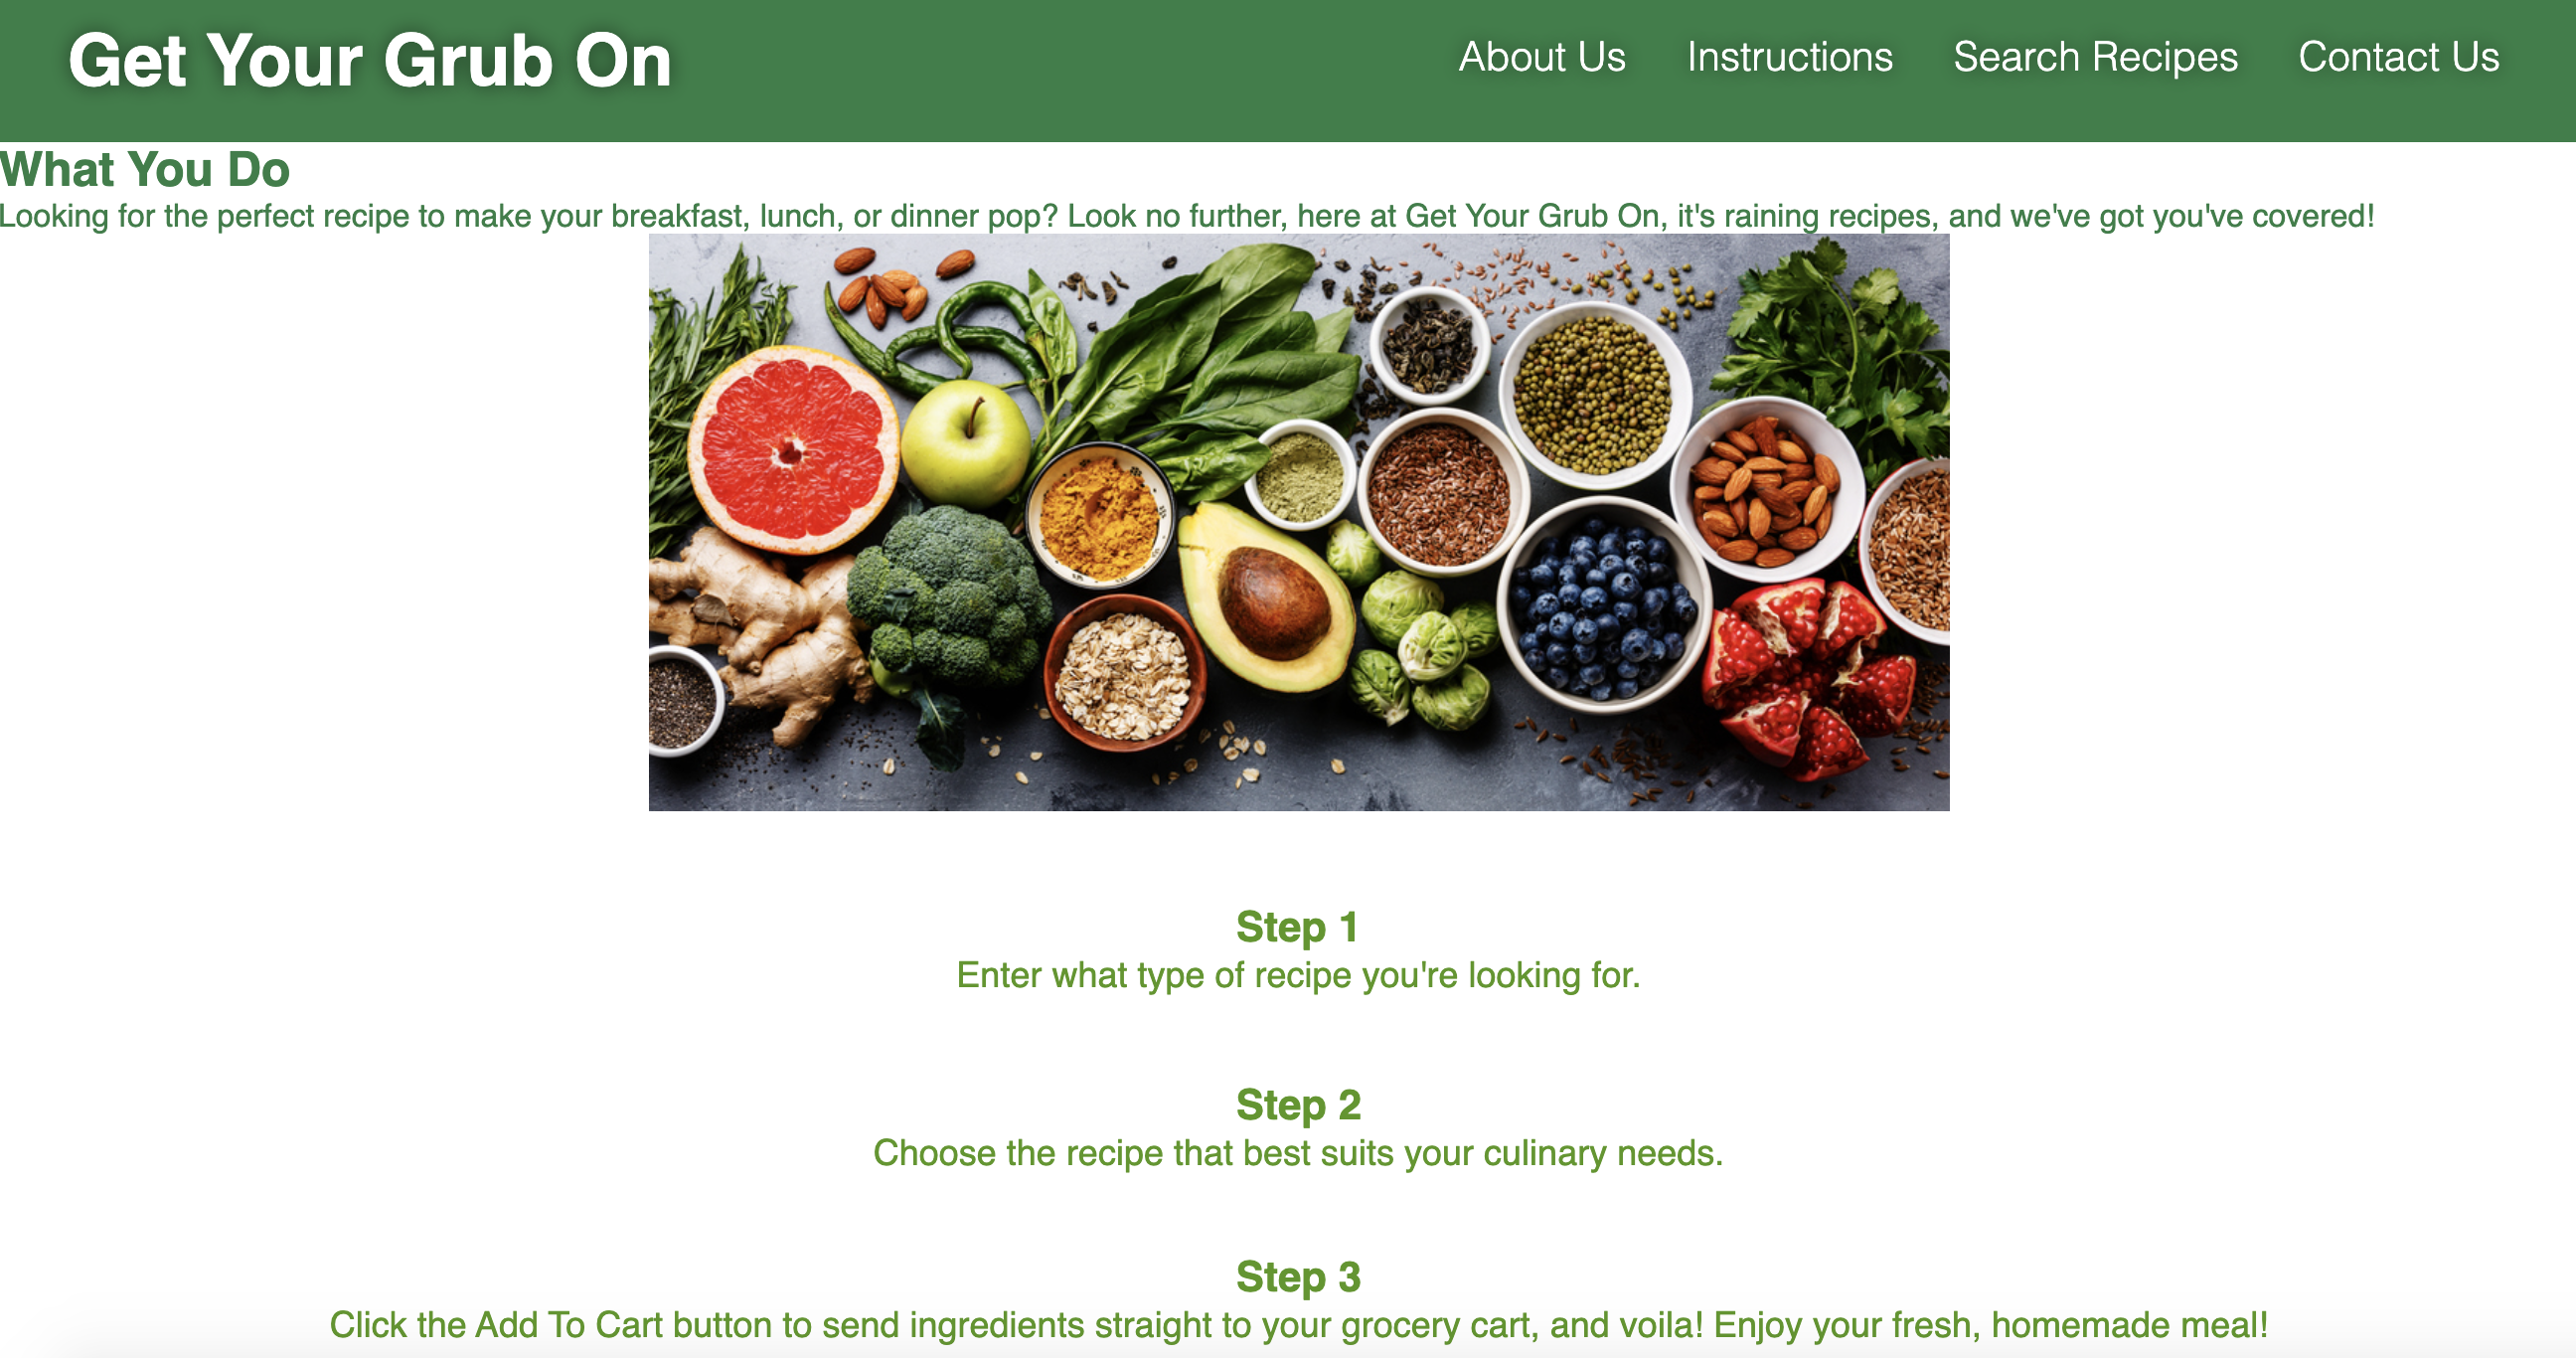 Get Your Grub On
About Us Instructions Search Recipes Contact Us
What You Do
Looking for the perfect recipe to make your breakfast, lunch, or dinner pop? Look no further, here at Get Your Grub On, it's raining recipes, and we've got you've covered!
Step 1
Enter what type of recipe you're looking for.
Step 2
Choose the recipe that best suits your culinary needs.
Step 3
Click the Add To Cart button to send ingredients straight to your grocery cart, and voila! Enjoy your fresh, homemade meal!